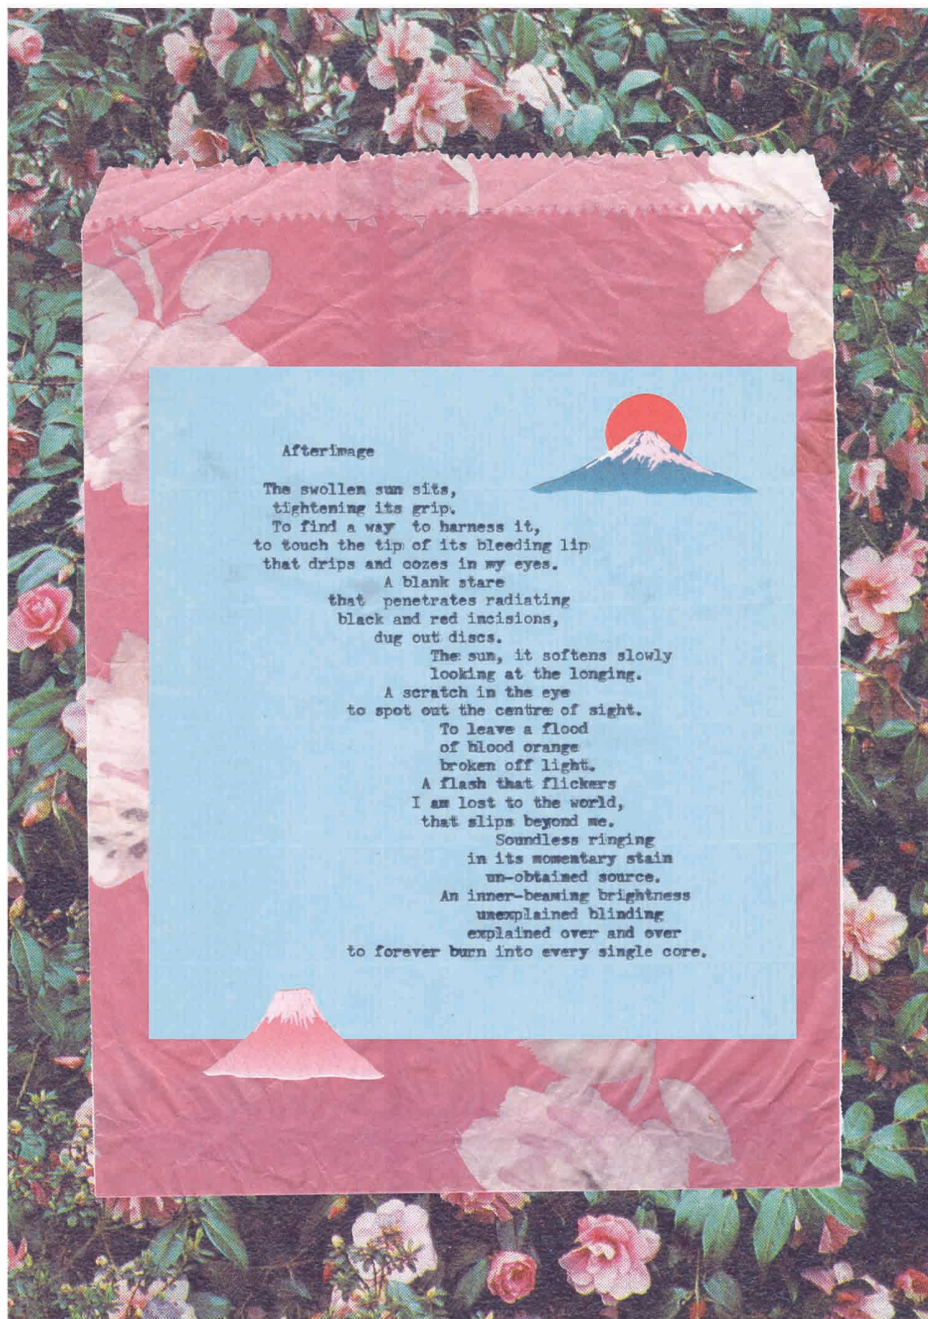 Afterimage
The swollen sun sits,
tightening its grip.
To find a way to harness it,
to touch the tip of its bleeding lip
that drips and oozes in my eyes.
A blank stare
that penetrates radiating
black and red incisions,
dug out discs.
The sun, it softens slowly
looking at the longing.
A scratch in the eye
to spot out the centre of sight.
To leave a flood
of blood orange
broken off light.
A flash that flickers
I am lost to the world,
that slips beyond me.
Soundless ringing
in its momentary stain
un-obtained source.
An inner-beaming brightness
unexplained blinding
explained over and over
to forever burn into every single core.